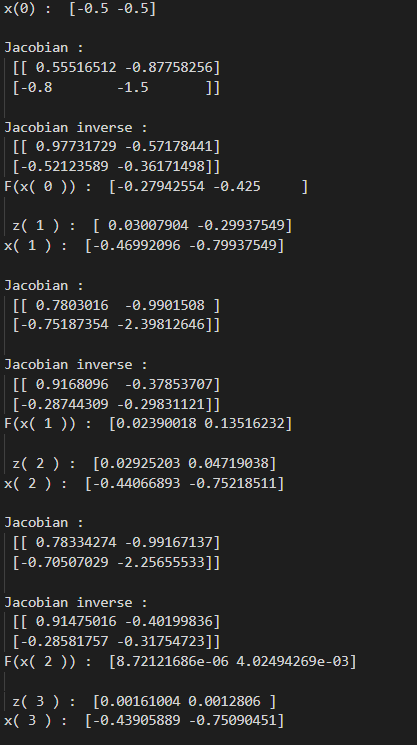 x(0) :  [-0.5 -0.5]
Jacobian :
[[ 0.55516512 -0.87758256]
[-0.8        -1.5       ]]
Jacobian inverse :
[[ 0.97731729 -0.57178441]
[-0.52123589 -0.36171498]]
F(x( 0 )) :  [-0.27942554 -0.425     ]
z( 1 ) :  [ 0.03007904 -0.29937549]
x( 1 ) :  [-0.46992096 -0.79937549]
Jacobian :
[[ 0.7803016  -0.9901508 ]
[-0.75187354 -2.39812646]]
Jacobian inverse :
[[ 0.9168096  -0.37853707]
[-0.28744309 -0.29831121]]
F(x( 1 )) :  [0.02390018 0.13516232]
z( 2 ) :  [0.02925203 0.04719038]
x( 2 ) :  [-0.44066893 -0.75218511]
Jacobian :
[[ 0.78334274 -0.99167137]
[-0.70507029 -2.25655533]]
Jacobian inverse :
[[ 0.91475016 -0.40199836]
[-0.28581757 -0.31754723]]
F(x( 2 )) :  [8.72121686e-06 4.02494269e-03]
z( 3 ) :  [0.00161004 0.0012806 ]
x( 3 ) :  [-0.43905889 -0.75090451]